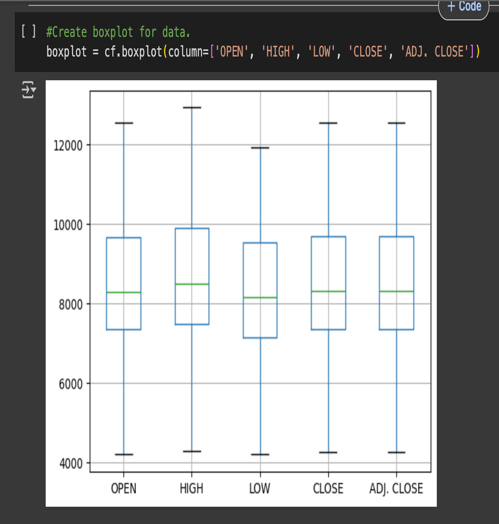 + Code
[ ] #Create boxplot for data.
boxplot = cf.boxplot(column=['OPEN', 'HIGH', 'LOW', 'CLOSE', 'ADJ. CLOSE'])
12000
10000
8000
6000
4000
OPEN HIGH LOW CLOSE ADJ. CLOSE